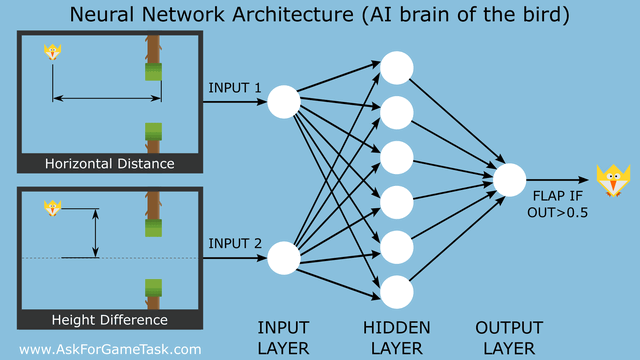 Neural Network Architecture (AI brain of the bird)
Horizontal Distance
INPUT 1
Height Difference
INPUT 2
FLAP IF
OUT>0.5
INPUT
LAYER
HIDDEN
LAYER
OUTPUT
LAYER
www.AskForGameTask.com